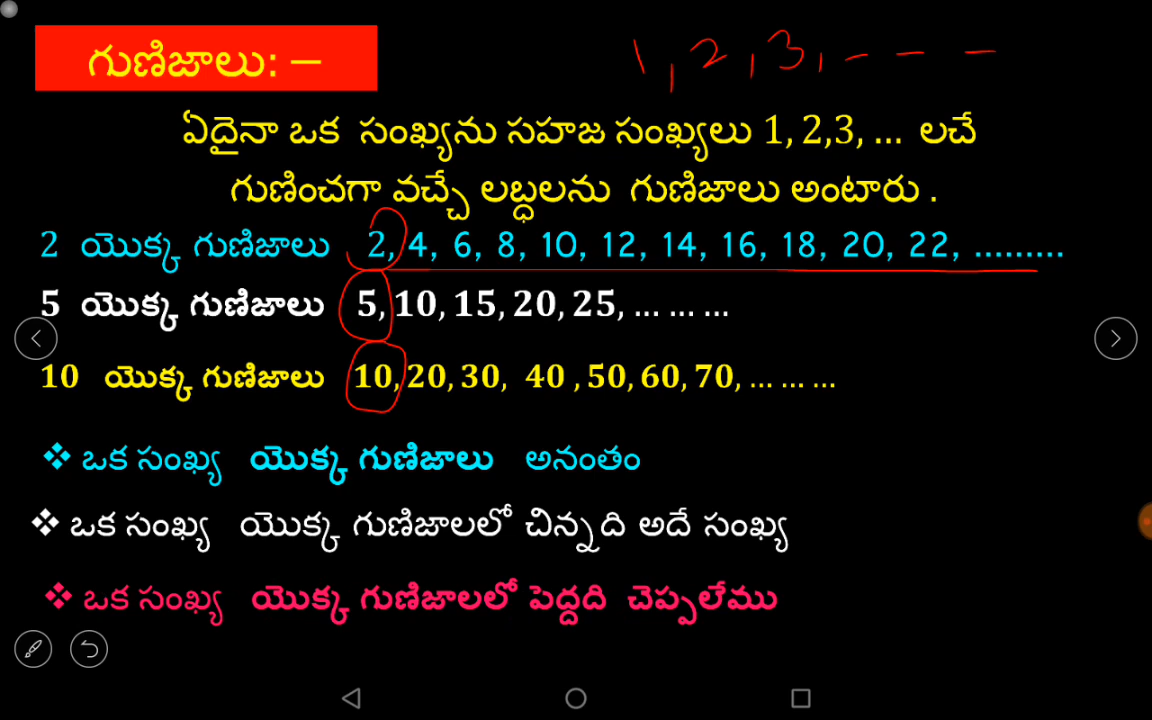 గుణిజాలు: –
1, 2, 3, - - -
ఏదైనా ఒక సంఖ్యను సహజ సంఖ్యలు 1, 2,3, … లచే
గుణించగా వచ్చే లబ్ధలను గుణిజాలు అంటారు .
2 యొక్క గుణిజాలు 2, 4, 6, 8, 10, 12, 14, 16, 18, 20, 22, .........
5 యొక్క గుణిజాలు 5, 10, 15, 20, 25, … … …
10 యొక్క గుణిజాలు 10, 20, 30, 40 , 50, 60, 70, … … …
❖ ఒక సంఖ్య యొక్క గుణిజాలు అనంతం
❖ ఒక సంఖ్య యొక్క గుణిజాలలో చిన్నది అదే సంఖ్య
❖ ఒక సంఖ్య యొక్క గుణిజాలలో పెద్దది చెప్పలేము